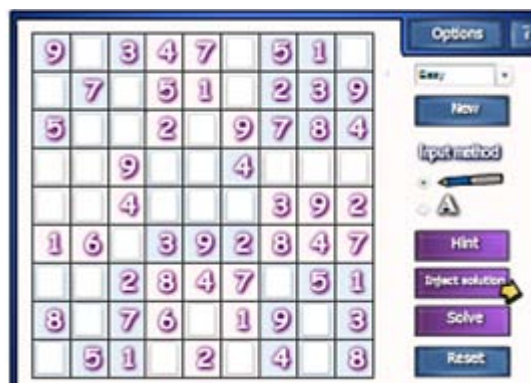 Options ?
9 3 4 7 5 1
Easy
7 5 1 2 3 9
New
5 2 9 7 8 4
Input method
9 4
4 3 9 2
A
1 6 3 9 2 8 4 7
Hint
2 8 4 7 5 1
Inject solution
8 7 6 1 9 3
Solve
5 1 2 4 8
Reset